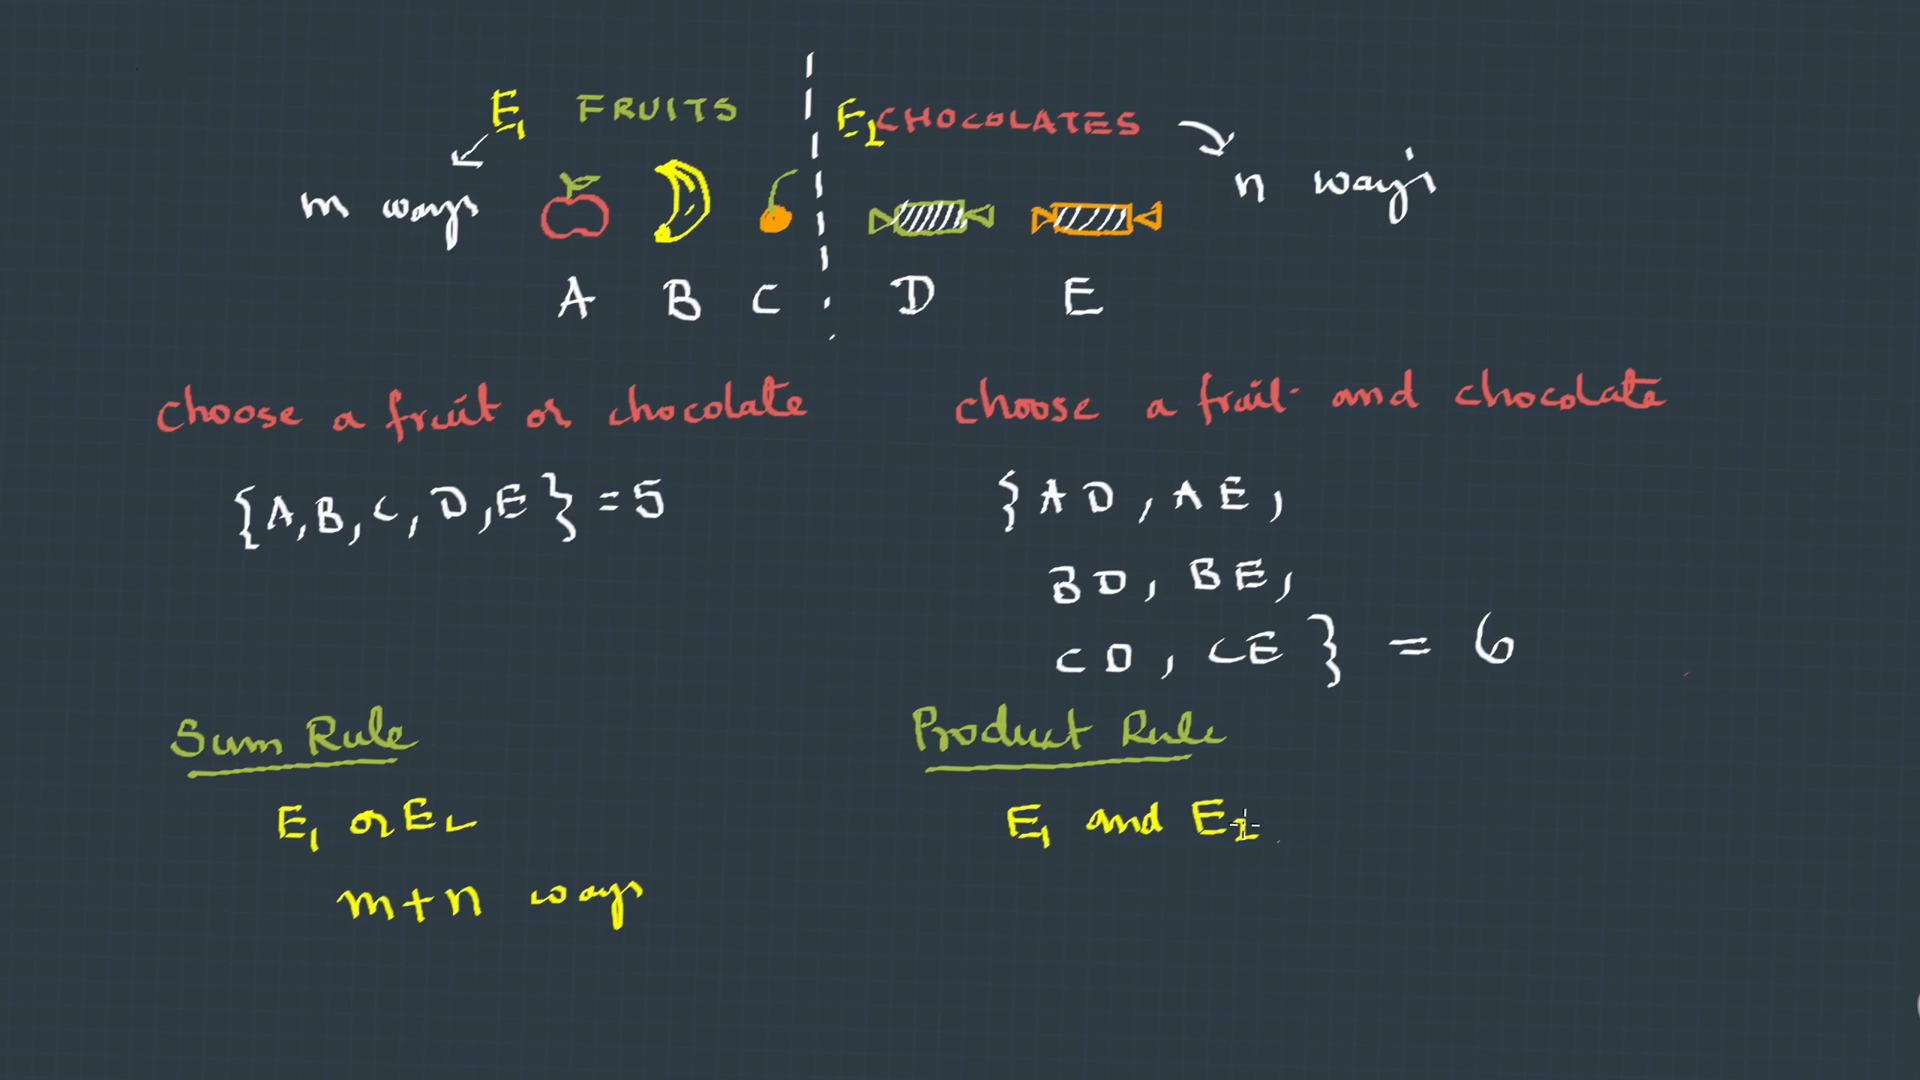 E1 FRUITS
E2 CHOCOLATES
m ways
n ways
A B C D E
choose a fruit or chocolate
{A, B, C, D, E} = 5
Sum Rule
E1 or E2
m+n ways
choose a fruit and chocolate
{AD, AE,
BD, BE,
CD, CE} = 6
Product Rule
E1 and E2